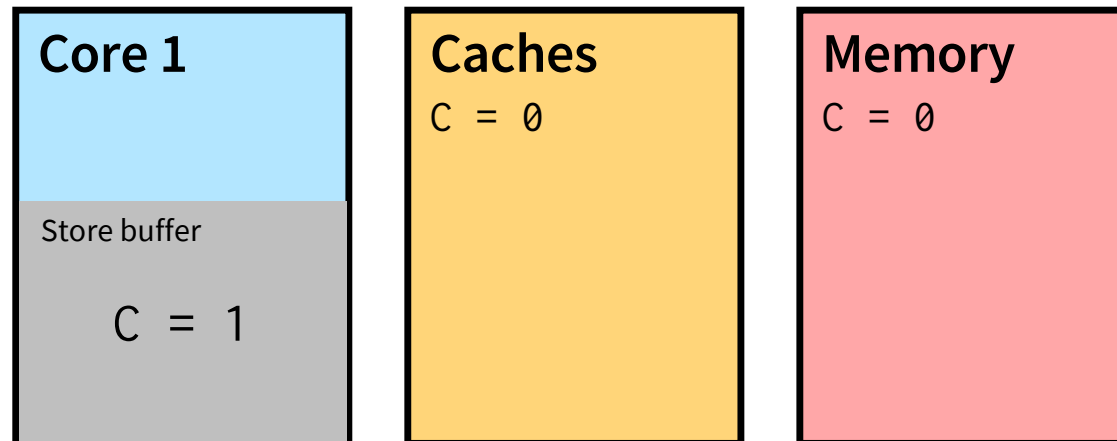 Core 1
Store buffer
C = 1
Caches
C = 0
Memory
C = 0